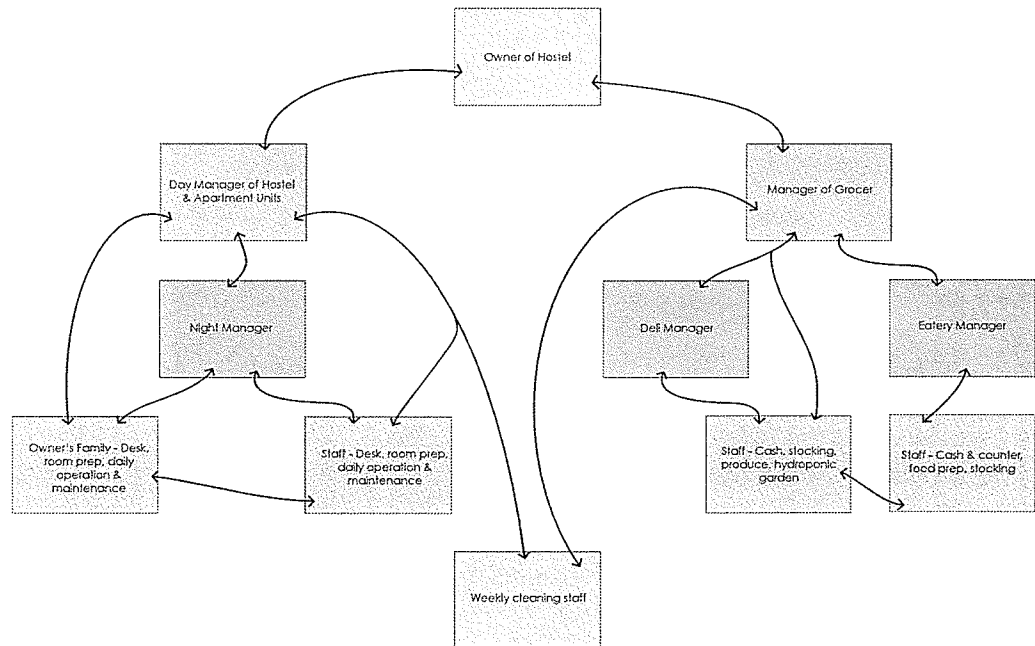 Owner of Hostel
Day Manager of Hostel
& Apartment Units
Manager of Grocer
Night Manager
Deli Manager
Eatery Manager
Owner's Family - Desk,
room prep, daily
operation &
maintenance
Staff - Desk, room prep,
daily operation &
maintenance
Staff - Cash, stocking,
produce, hydroponic
garden
Staff - Cash & counter,
food prep, stocking
Weekly cleaning staff